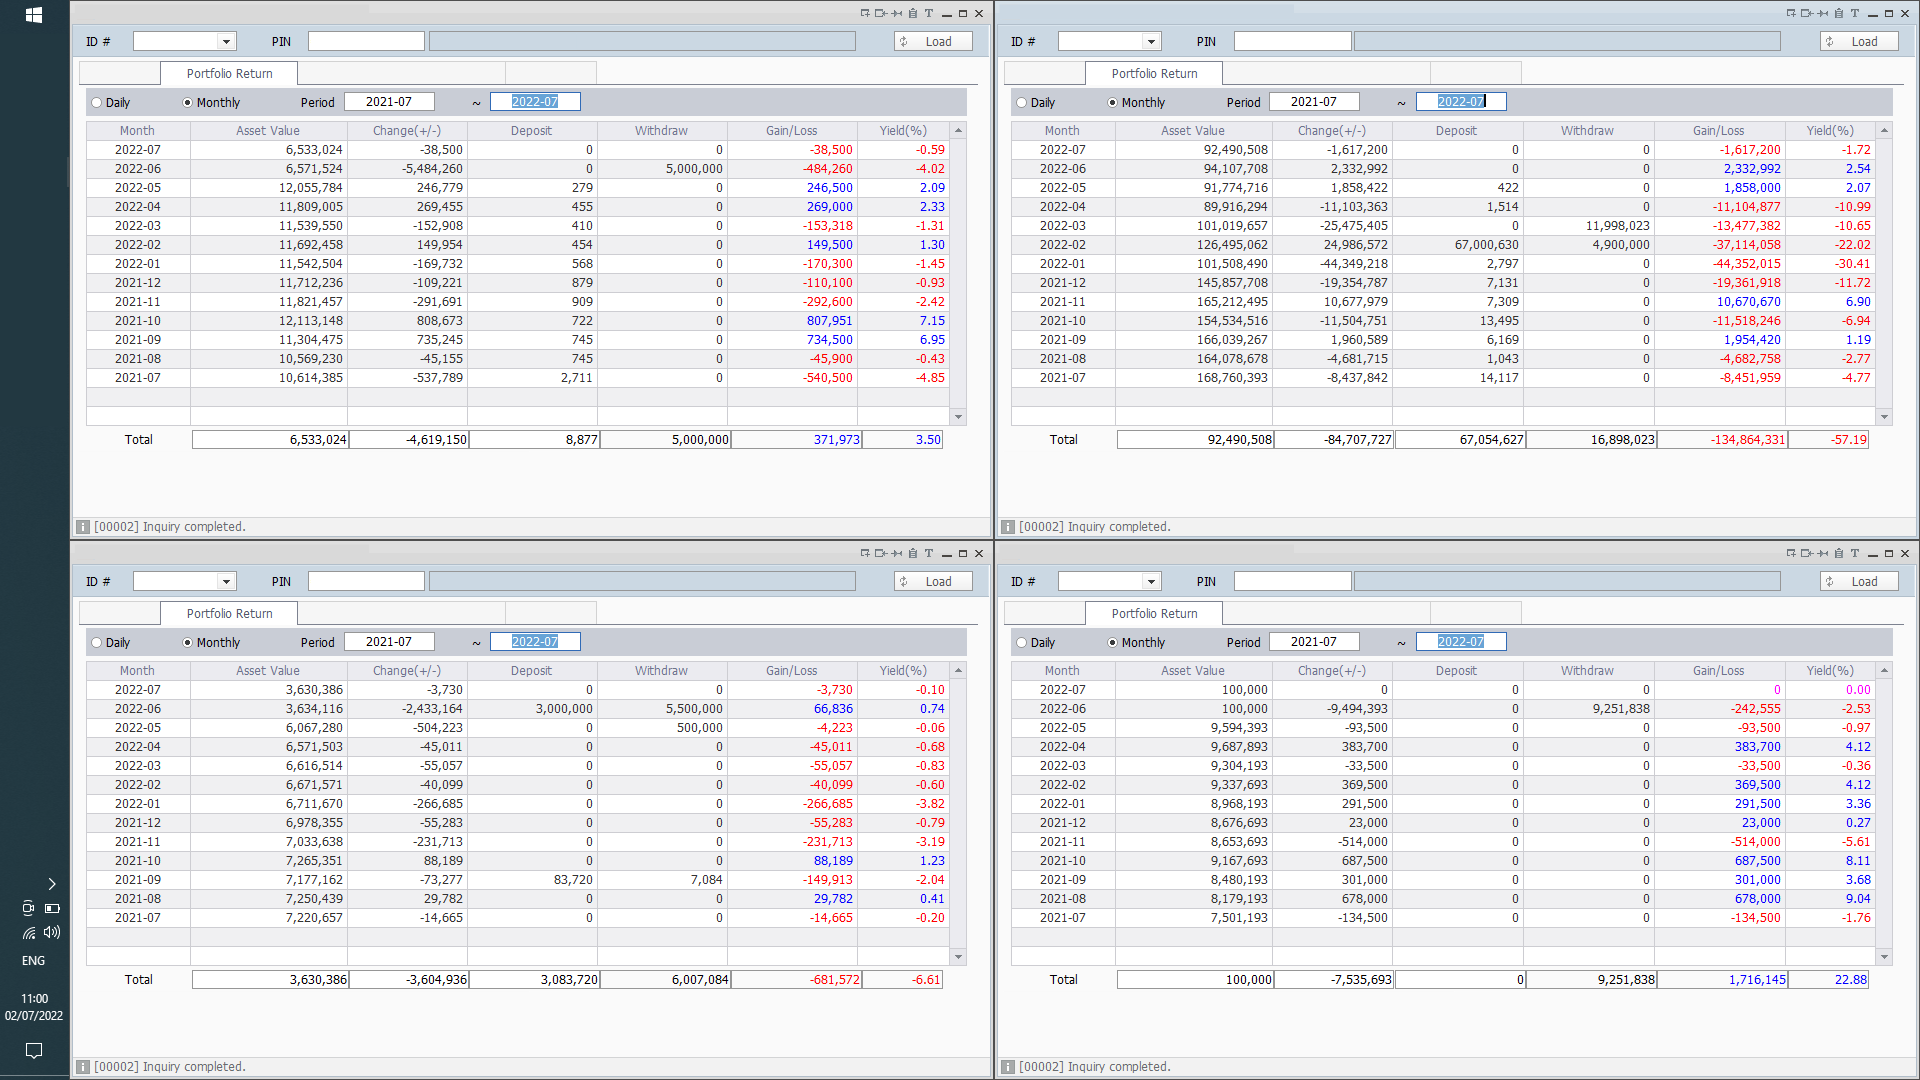 ID # PIN Load
Portfolio Return
Daily Monthly Period 2021-07 ~ 2022-07
Month Asset Value Change(+/-) Deposit Withdraw Gain/Loss Yield(%)
2022-07 6,533,024 -38,500 0 0 -38,500 -0.59
2022-06 6,571,524 -5,484,260 0 5,000,000 -484,260 -4.02
2022-05 12,055,784 246,779 279 0 246,500 2.09
2022-04 11,809,005 269,455 455 0 269,000 2.33
2022-03 11,539,550 -152,908 410 0 -153,318 -1.31
2022-02 11,692,458 149,954 454 0 149,500 1.30
2022-01 11,542,504 -169,732 568 0 -170,300 -1.45
2021-12 11,712,236 -109,221 879 0 -110,100 -0.93
2021-11 11,821,457 -291,691 909 0 -292,600 -2.42
2021-10 12,113,148 808,673 722 0 807,951 7.15
2021-09 11,304,475 735,245 745 0 734,500 6.95
2021-08 10,569,230 -45,155 745 0 -45,900 -0.43
2021-07 10,614,385 -537,789 2,711 0 -540,500 -4.85
Total 6,533,024 -4,619,150 8,877 5,000,000 371,973 3.50
[00002] Inquiry completed.
ID # PIN Load
Portfolio Return
Daily Monthly Period 2021-07 ~ 2022-07
Month Asset Value Change(+/-) Deposit Withdraw Gain/Loss Yield(%)
2022-07 92,490,508 -1,617,200 0 0 -1,617,200 -1.72
2022-06 94,107,708 2,332,992 0 0 2,332,992 2.54
2022-05 91,774,716 1,858,422 422 0 1,858,000 2.07
2022-04 89,916,294 -11,103,363 1,514 0 -11,104,877 -10.99
2022-03 101,019,657 -25,475,405 0 11,998,023 -13,477,382 -10.65
2022-02 126,495,062 24,986,572 67,000,630 4,900,000 -37,114,058 -22.02
2022-01 101,508,490 -44,349,218 2,797 0 -44,352,015 -30.41
2021-12 145,857,708 -19,354,787 7,131 0 -19,361,918 -11.72
2021-11 165,212,495 10,677,979 7,309 0 10,670,670 6.90
2021-10 154,534,516 -11,504,751 13,495 0 -11,518,246 -6.94
2021-09 166,039,267 1,960,589 6,169 0 1,954,420 1.19
2021-08 164,078,678 -4,681,715 1,043 0 -4,682,758 -2.77
2021-07 168,760,393 -8,437,842 14,117 0 -8,451,959 -4.77
Total 92,490,508 -84,707,727 67,054,627 16,898,023 -134,864,331 -57.19
[00002] Inquiry completed.
ID # PIN Load
Portfolio Return
Daily Monthly Period 2021-07 ~ 2022-07
Month Asset Value Change(+/-) Deposit Withdraw Gain/Loss Yield(%)
2022-07 3,630,386 -3,730 0 0 -3,730 -0.10
2022-06 3,634,116 -2,433,164 3,000,000 5,500,000 66,836 0.74
2022-05 6,067,280 -504,223 0 500,000 -4,223 -0.06
2022-04 6,571,503 -45,011 0 0 -45,011 -0.68
2022-03 6,616,514 -55,057 0 0 -55,057 -0.83
2022-02 6,671,571 -40,099 0 0 -40,099 -0.60
2022-01 6,711,670 -266,685 0 0 -266,685 -3.82
2021-12 6,978,355 -55,283 0 0 -55,283 -0.79
2021-11 7,033,638 -231,713 0 0 -231,713 -3.19
2021-10 7,265,351 88,189 0 0 88,189 1.23
2021-09 7,177,162 -73,277 83,720 7,084 -149,913 -2.04
2021-08 7,250,439 29,782 0 0 29,782 0.41
2021-07 7,220,657 -14,665 0 0 -14,665 -0.20
Total 3,630,386 -3,604,936 3,083,720 6,007,084 -681,572 -6.61
[00002] Inquiry completed.
ID # PIN Load
Portfolio Return
Daily Monthly Period 2021-07 ~ 2022-07
Month Asset Value Change(+/-) Deposit Withdraw Gain/Loss Yield(%)
2022-07 100,000 0 0 0 0 0.00
2022-06 100,000 -9,494,393 0 9,251,838 -242,555 -2.53
2022-05 9,594,393 -93,500 0 0 -93,500 -0.97
2022-04 9,687,893 383,700 0 0 383,700 4.12
2022-03 9,304,193 -33,500 0 0 -33,500 -0.36
2022-02 9,337,693 369,500 0 0 369,500 4.12
2022-01 8,968,193 291,500 0 0 291,500 3.36
2021-12 8,676,693 23,000 0 0 23,000 0.27
2021-11 8,653,693 -514,000 0 0 -514,000 -5.61
2021-10 9,167,693 687,500 0 0 687,500 8.11
2021-09 8,480,193 301,000 0 0 301,000 3.68
2021-08 8,179,193 678,000 0 0 678,000 9.04
2021-07 7,501,193 -134,500 0 0 -134,500 -1.76
Total 100,000 -7,535,693 0 9,251,838 1,716,145 22.88
[00002] Inquiry completed.
ENG
11:00
02/07/2022